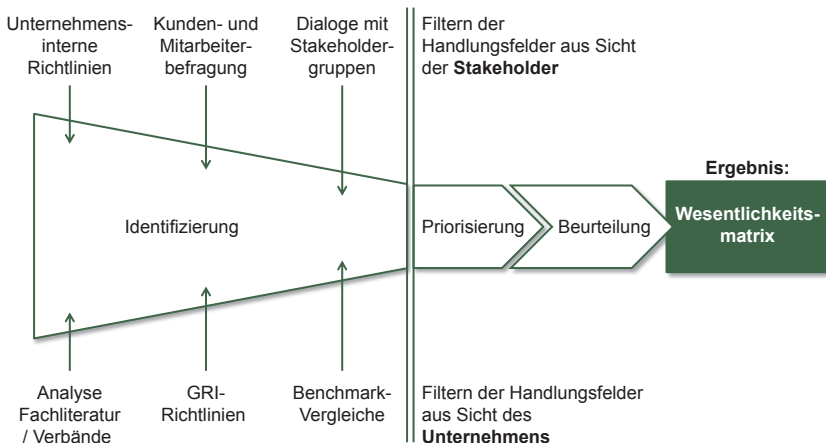 Unternehmens-
interne
Richtlinien
Kunden- und
Mitarbeiter-
befragung
Dialoge mit
Stakeholder-
gruppen
Filtern der
Handlungsfelder aus Sicht
der Stakeholder
Identifizierung
Priorisierung
Beurteilung
Ergebnis:
Wesentlichkeits-
matrix
Analyse
Fachliteratur
/ Verbände
GRI-
Richtlinien
Benchmark-
Vergleiche
Filtern der Handlungsfelder
aus Sicht des
Unternehmens